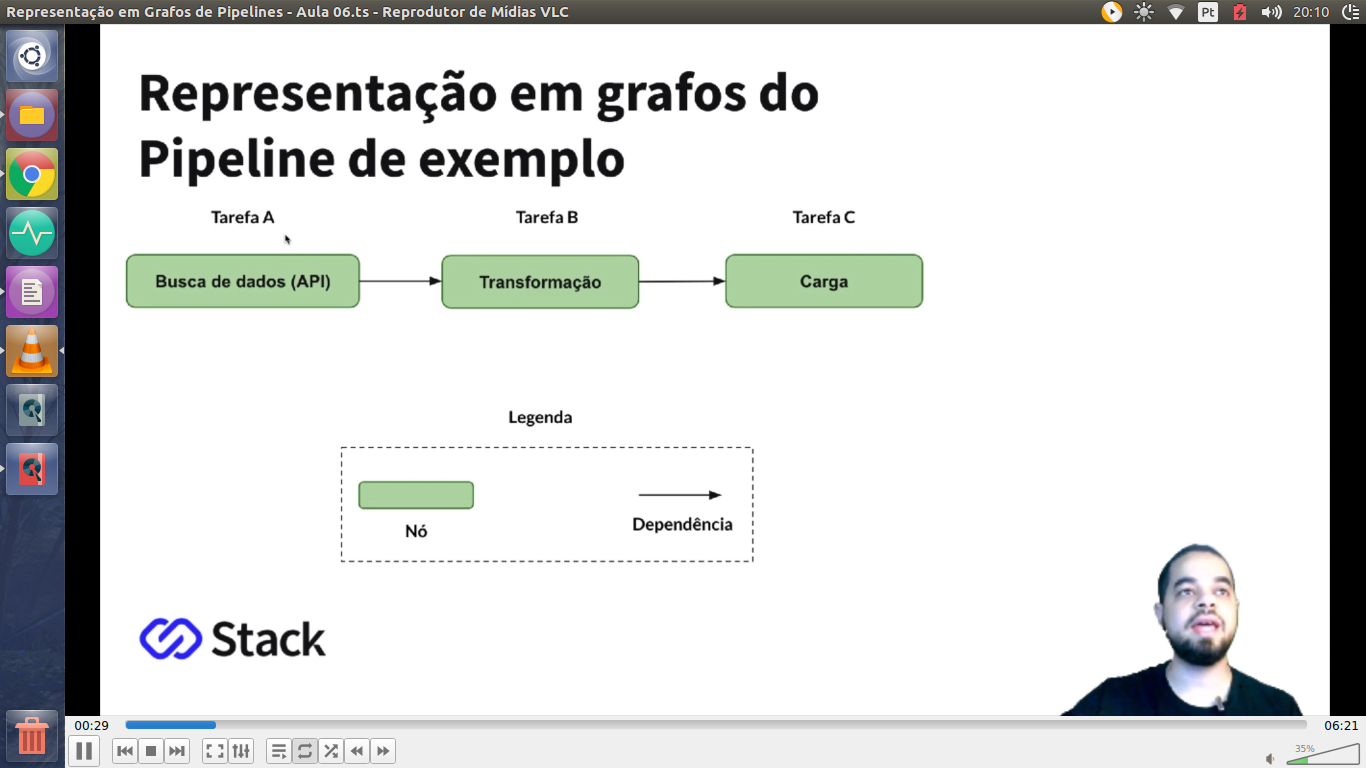 Representação em Grafos de Pipelines - Aula 06.ts - Reprodutor de Mídias VLC
Pt
20:10
Representação em grafos do
Pipeline de exemplo
Tarefa A
Tarefa B
Tarefa C
Busca de dados (API)
Transformação
Carga
Legenda
Nó
Dependência
Stack
00:29
06:21
35%